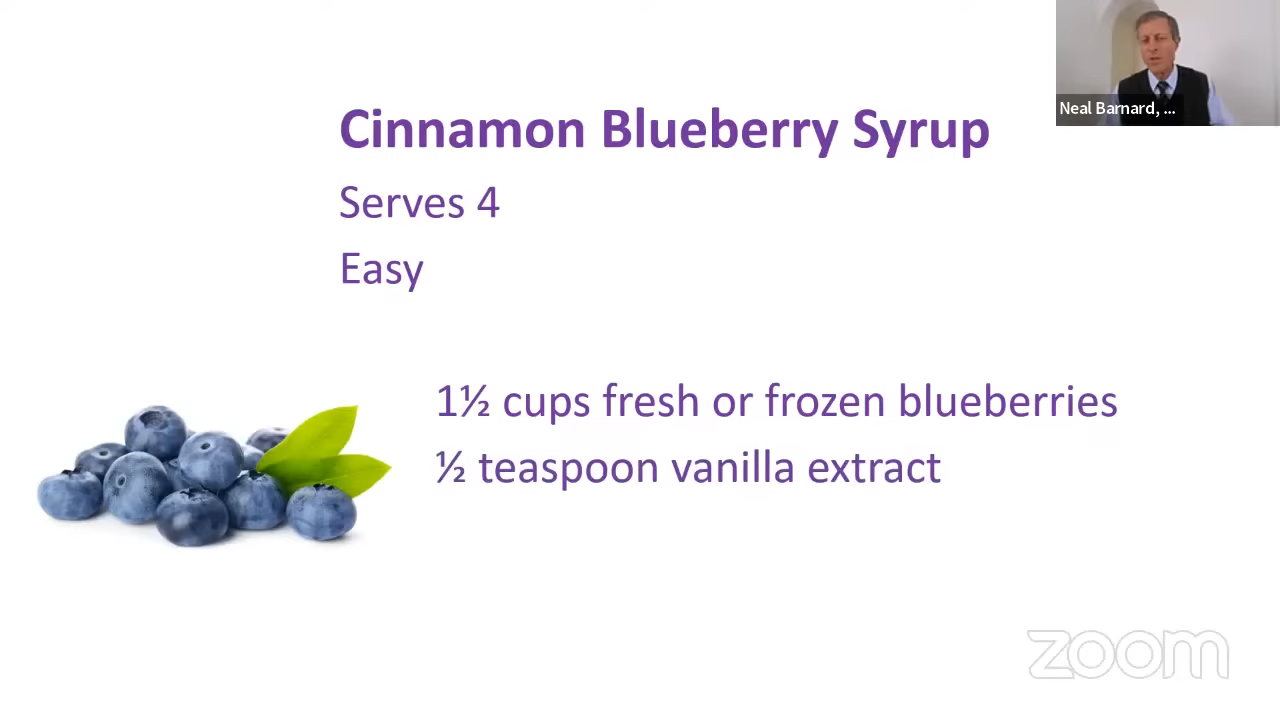 Neal Barnard, ...
Cinnamon Blueberry Syrup
Serves 4
Easy
1½ cups fresh or frozen blueberries
½ teaspoon vanilla extract
zoom